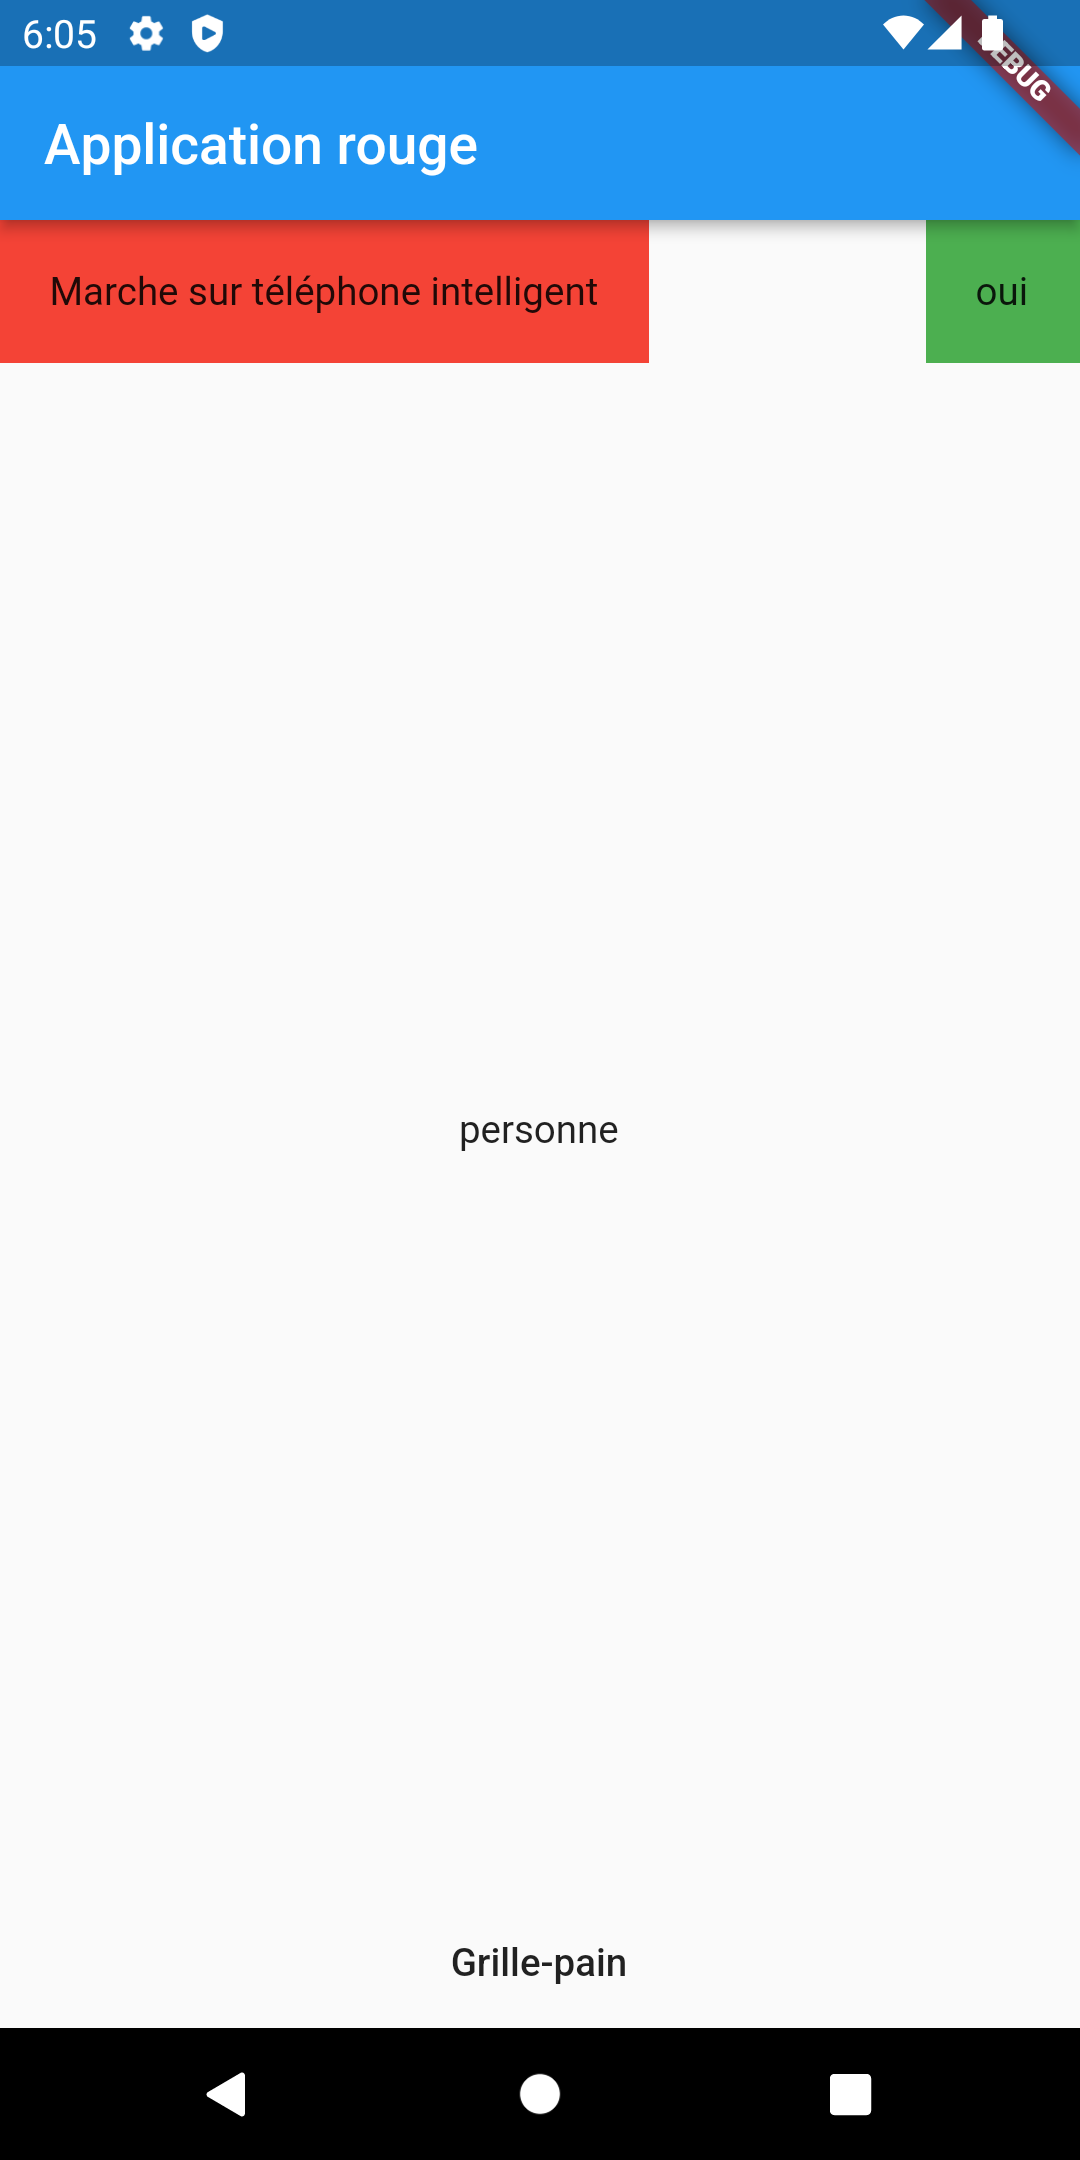 6:05
DEBUG
Application rouge
Marche sur téléphone intelligent
oui
personne
Grille-pain